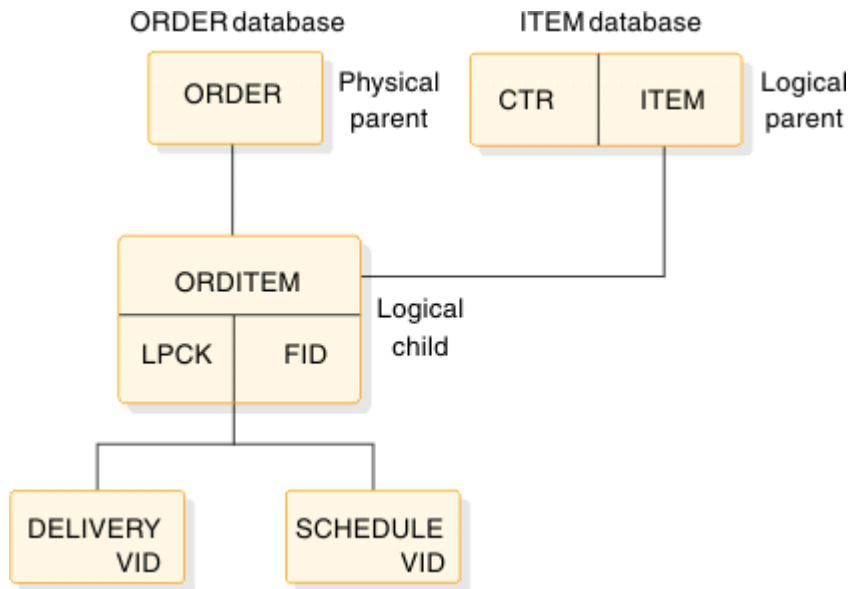 ORDER database
ITEM database
ORDER
Physical
parent
CTR
ITEM
Logical
parent
ORDITEM
LPCK
FID
Logical
child
DELIVERY
VID
SCHEDULE
VID